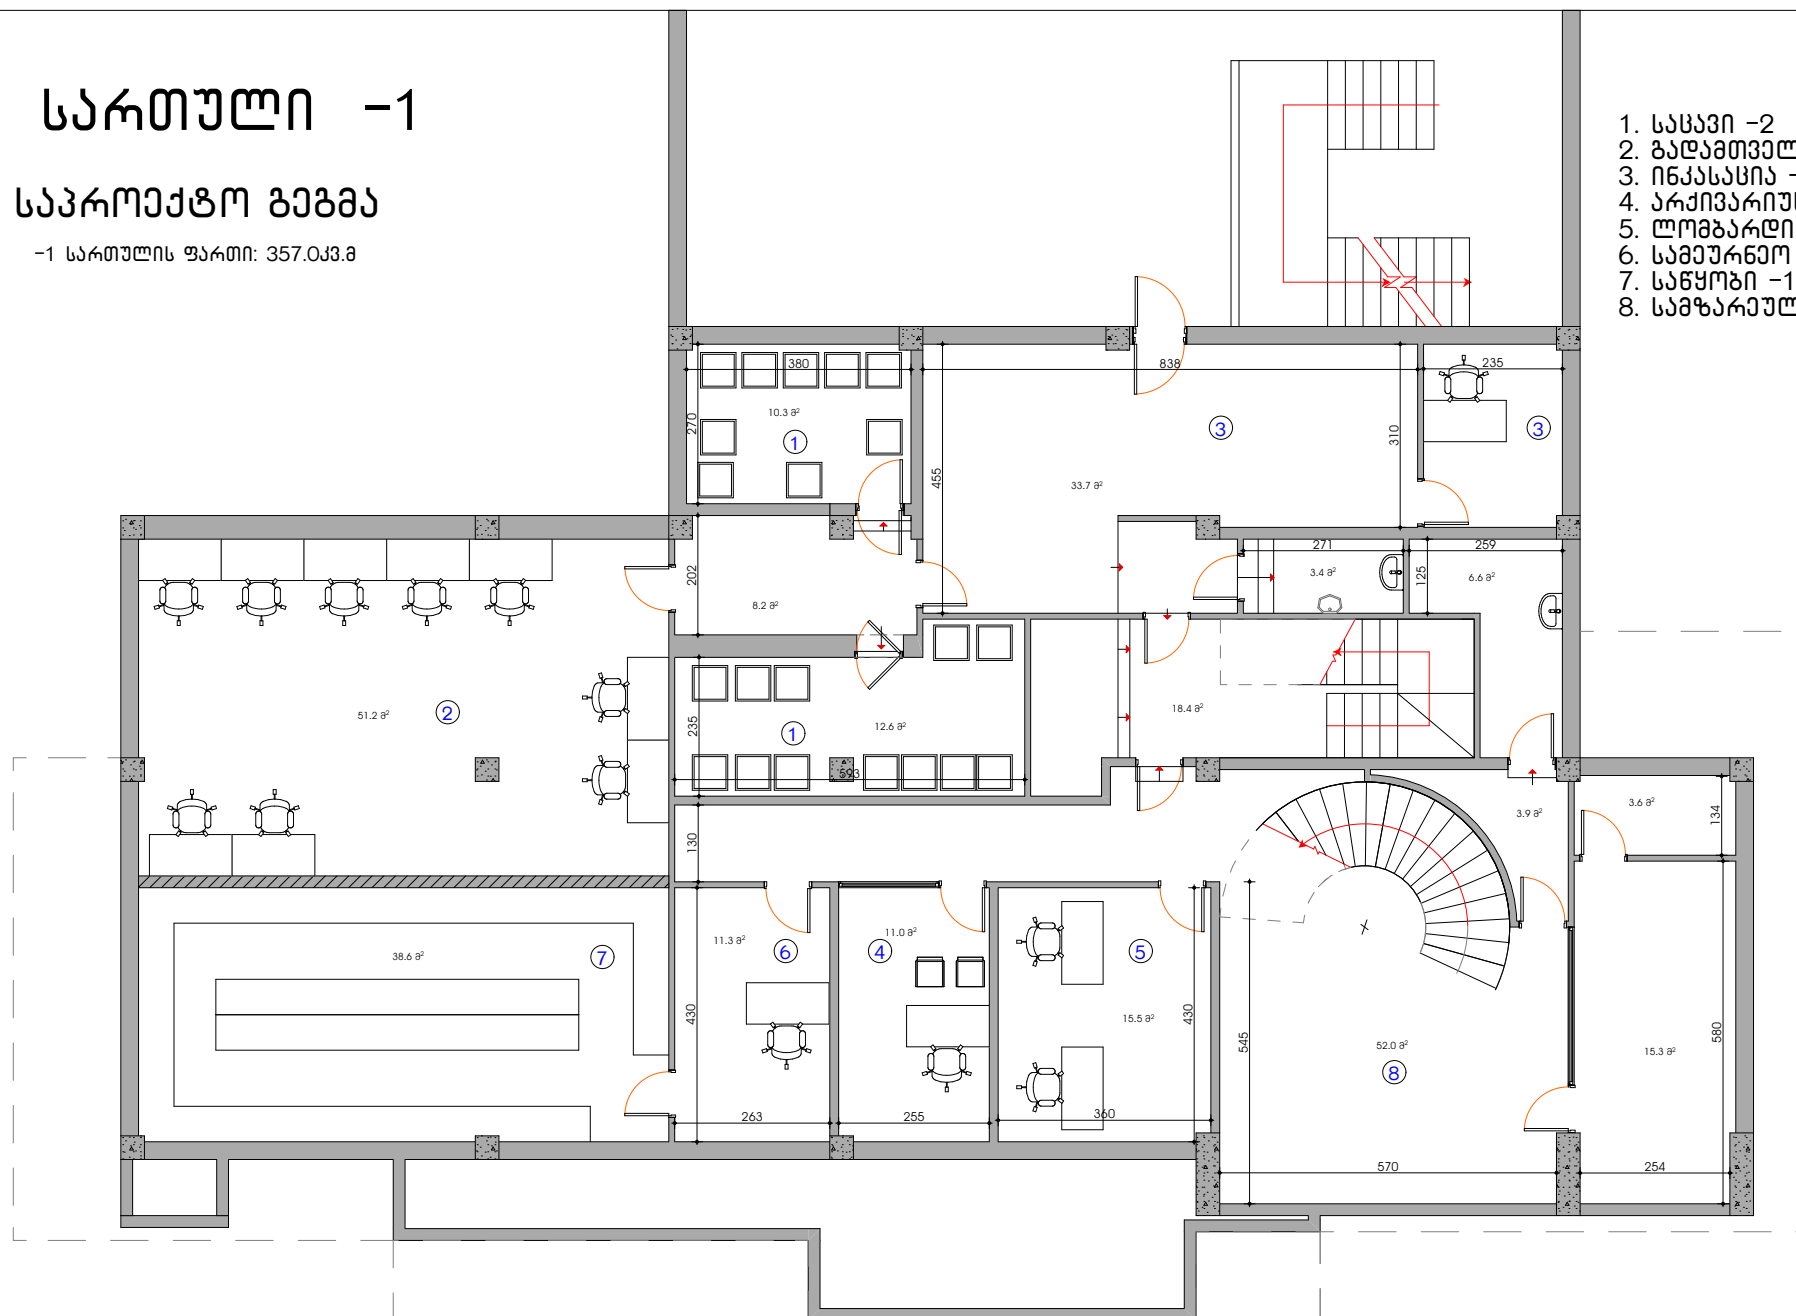 სართული -1
საპროექტო გეგმა
-1 სართულის ფართი: 357.0კვ.მ
1. საცავი -2
2. გადამთველ
3. ინკასაცია -
4. არქივარიუს
5. ლომბარდი
6. სამეურნეო
7. საწყობი -1
8. სამზარეულ
380
838
235
10.3 მ²
270
1
3
310
3
455
33.7 მ²
271
259
202
3.4 მ²
125
6.6 მ²
8.2 მ²
51.2 მ²
2
235
1
12.6 მ²
18.4 მ²
593
130
3.9 მ²
3.6 მ²
134
11.3 მ²
6
11.0 მ²
4
5
38.6 მ²
7
430
15.5 მ²
430
545
52.0 მ²
8
15.3 მ²
580
263
255
360
570
254